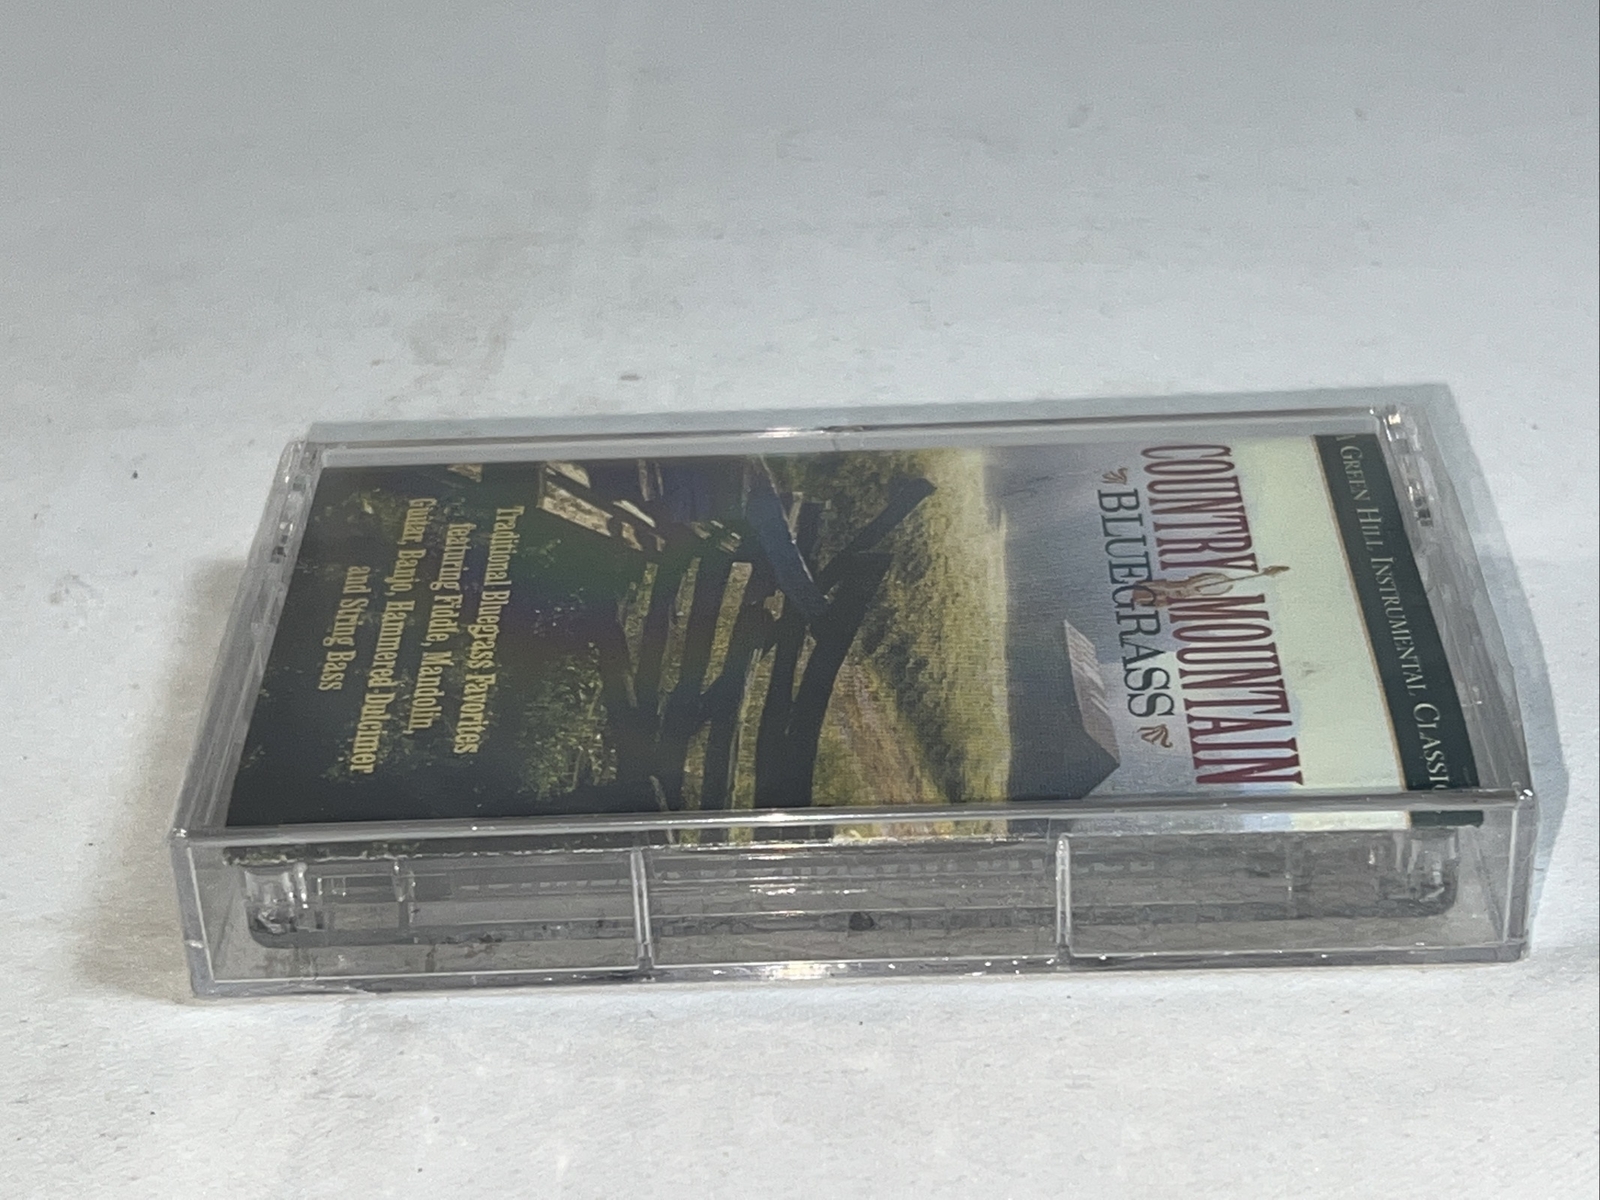 A GREEN HILL INSTRUMENTAL CLASSIC
COUNTRY MOUNTAIN
BLUEGRASS
Traditional Bluegrass Favorites
featuring Fiddle, Mandolin,
Guitar, Banjo, Hammered Dulcimer
and String Bass